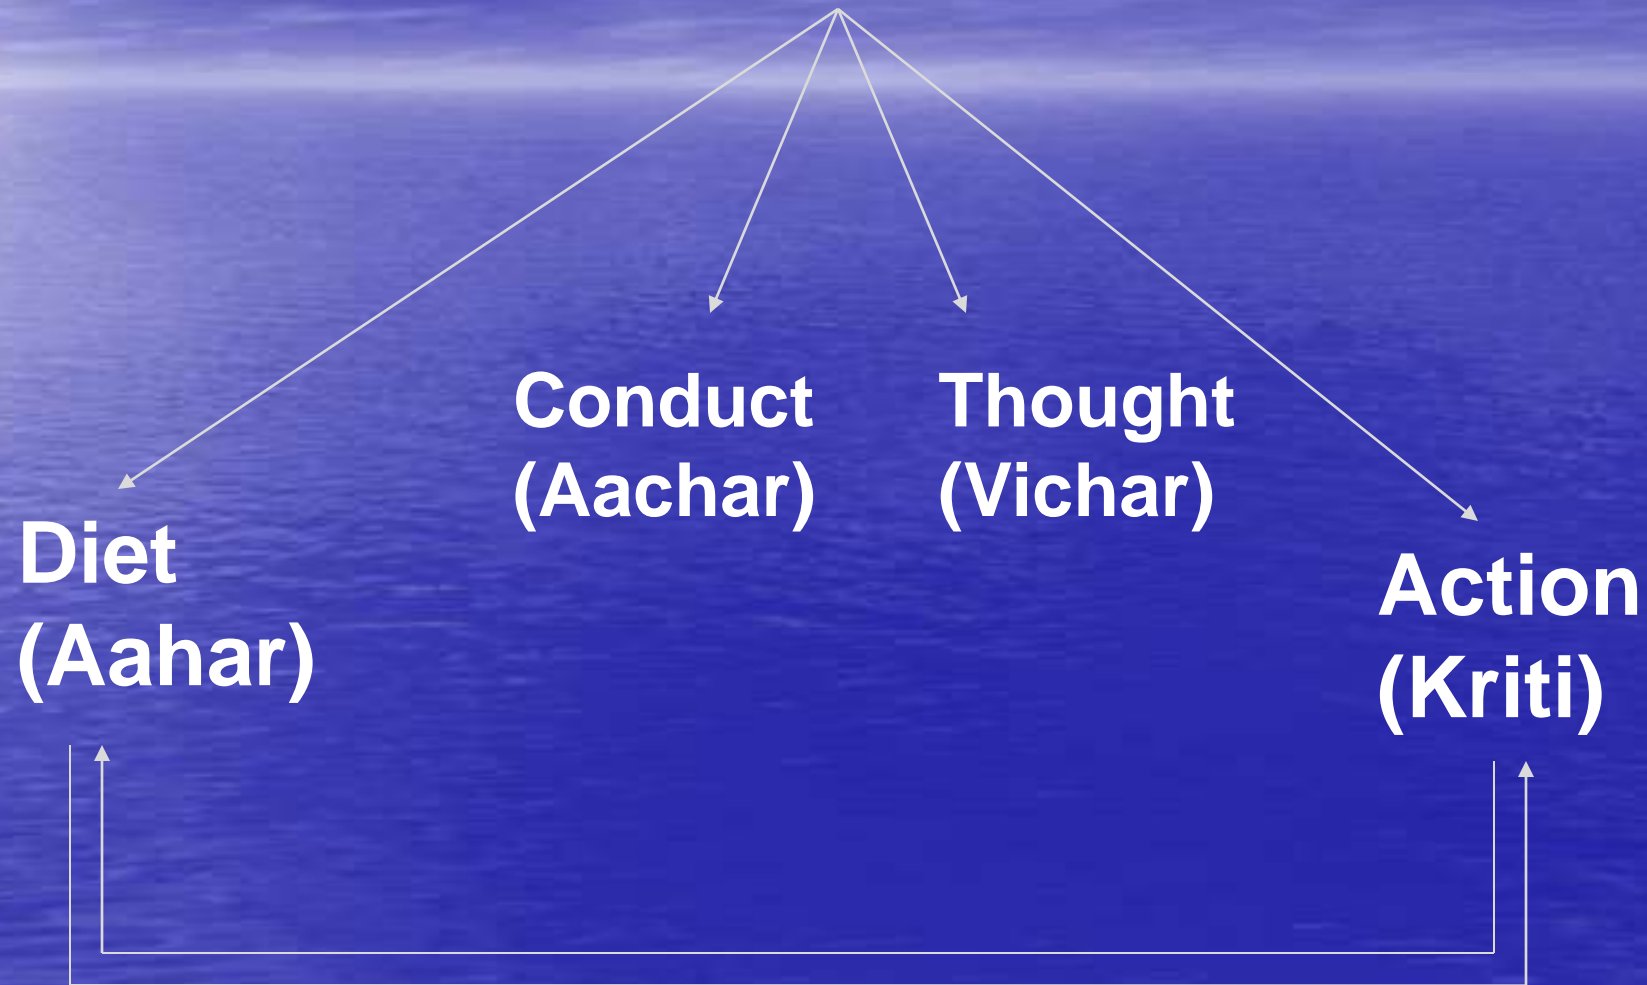 Conduct
(Aachar)
Thought
(Vichar)
Diet
(Aahar)
Action
(Kriti)